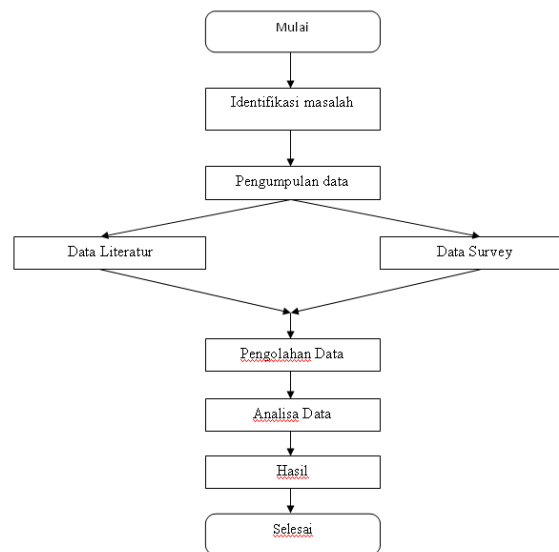 Mulai
Identifikasi masalah
Pengumpulan data
Data Literatur
Data Survey
Pengolahan Data
Analisa Data
Hasil
Selesai